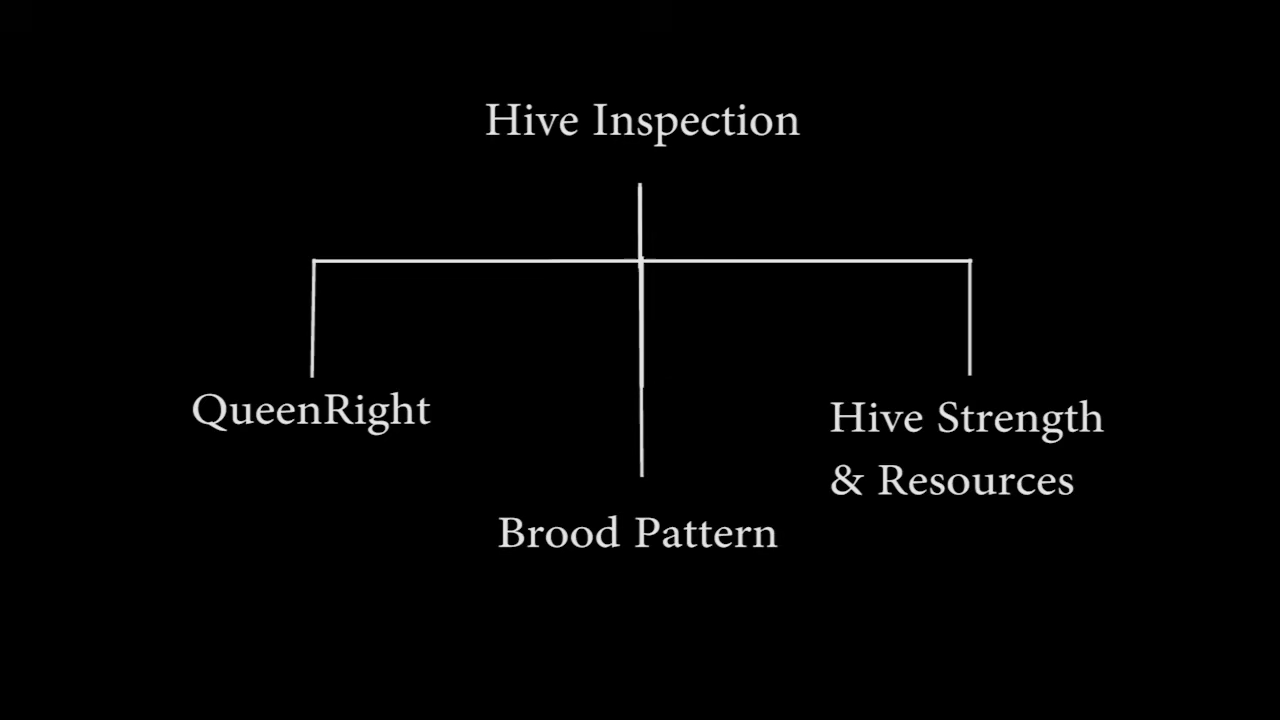 Hive Inspection
QueenRight
Brood Pattern
Hive Strength
& Resources